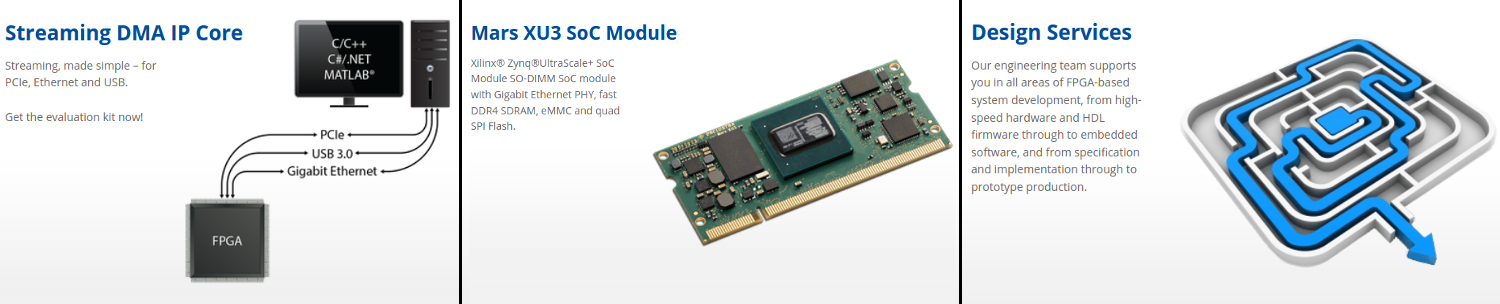 Streaming DMA IP Core
Streaming, made simple – for
PCIe, Ethernet and USB.
Get the evaluation kit now!
C/C++
C#/.NET
MATLAB®
PCIe
USB 3.0
Gigabit Ethernet
FPGA
Mars XU3 SoC Module
Xilinx® Zynq®UltraScale+ SoC
Module SO-DIMM SoC module
with Gigabit Ethernet PHY, fast
DDR4 SDRAM, eMMC and quad
SPI Flash.
Design Services
Our engineering team supports
you in all areas of FPGA-based
system development, from high-
speed hardware and HDL
firmware through to embedded
software, and from specification
and implementation through to
prototype production.